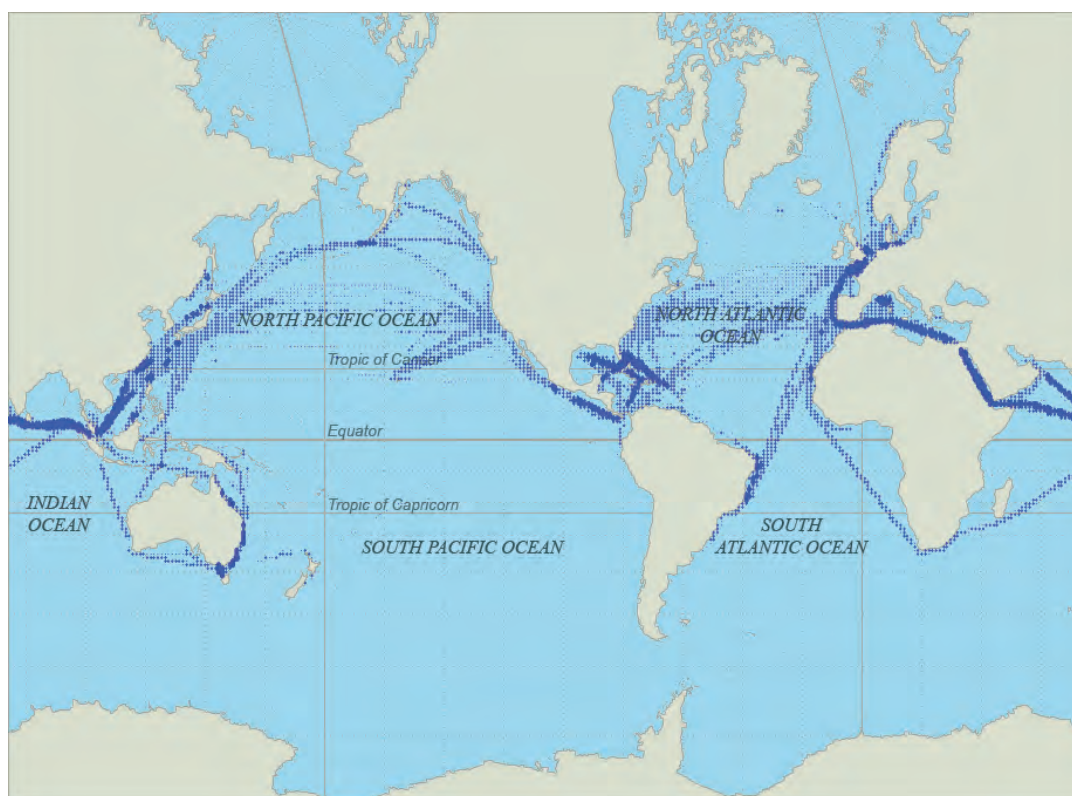 NORTH PACIFIC OCEAN
NORTH ATLANTIC
OCEAN
Tropic of Cancer
Equator
INDIAN
OCEAN
Tropic of Capricorn
SOUTH PACIFIC OCEAN
SOUTH
ATLANTIC OCEAN